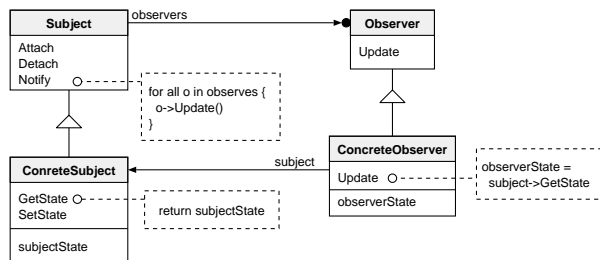 Subject
observers
Observer
Attach
Detach
Notify
Update
for all o in observes {
o->Update()
}
ConreteSubject
subject
ConcreteObserver
GetState
SetState
return subjectState
Update
observerState =
subject->GetState
subjectState
observerState